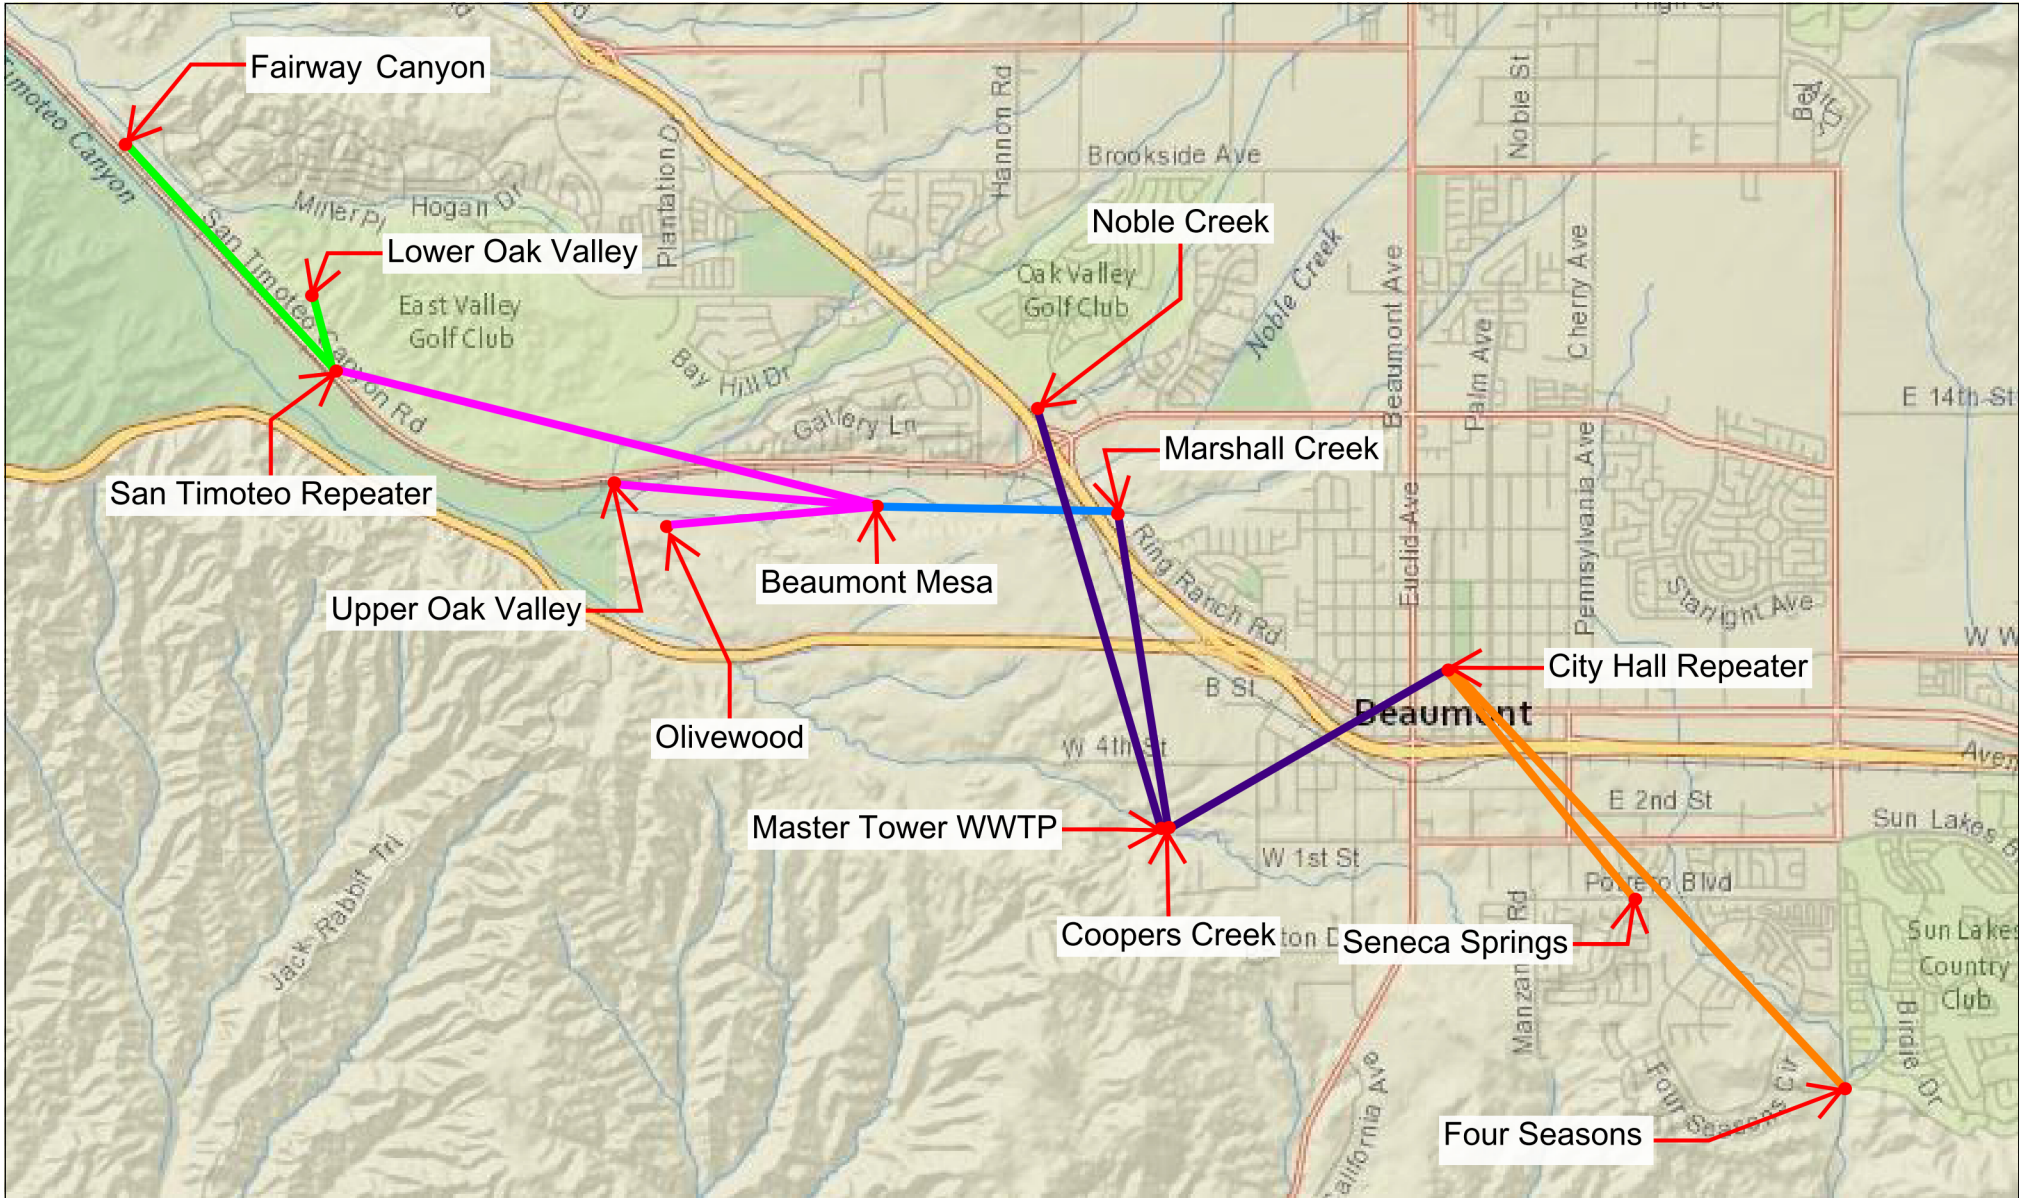 Fairway Canyon
Timoteo Canyon
Hannon Rd
Noble St
Brookside Ave
Plantation Dr
Miller Pl
Hogan Dr
San Timoteo Canyon Rd
Lower Oak Valley
East Valley
Golf Club
Noble Creek
Oak Valley
Golf Club
Noble Creek
Beaumont Ave
Cherry Ave
Palm Ave
Bay Hill Dr
Gallery Ln
E 14th St
Marshall Creek
San Timoteo Repeater
Euclid Ave
Pennsylvania Ave
Ring Ranch Rd
Starlight Ave
Beaumont Mesa
Upper Oak Valley
W W
City Hall Repeater
B St
Beaumont
Olivewood
W 4th St
Aven
E 2nd St
Sun Lakes B
Master Tower WWTP
W 1st St
Potrero Blvd
Jack Rabbit Trl
Manzan Rd
Coopers Creek
ton D
Seneca Springs
Sun Lakes
Country
Club
Birdie Dr
Four Seasons Cir
California Ave
Four Seasons